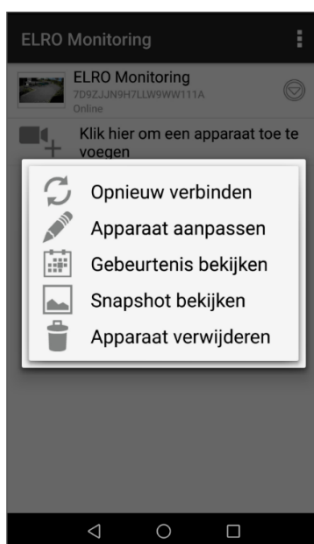 ELRO Monitoring
ELRO Monitoring
7D9ZJJN9H7LLW9WW111A
Online
Klik hier om een apparaat toe te
voegen
Opnieuw verbinden
Apparaat aanpassen
Gebeurtenis bekijken
Snapshot bekijken
Apparaat verwijderen